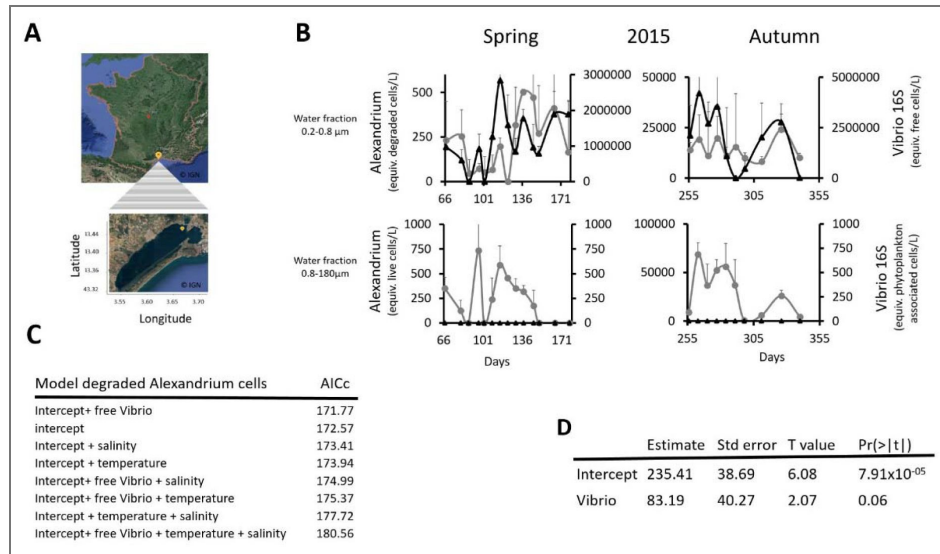 A
© IGN
Latitude
43.44
43.32
© IGN
3.55 3.60 3.65 3.70
Longitude
B
Spring 2015 Autumn
Water fraction
0.2-0.8 µm
Alexandrium
(equiv. degraded cells/L)
500
250
0
3000000
2000000
1000000
0
66 101 136 171
50000
25000
0
5000000
2500000
0
255 305 355
Vibrio 16S
(equiv. free cells/L)
Water fraction
0.8-180µm
Alexandrium
(equiv. live cells/L)
1000
750
500
250
0
1000
750
500
250
0
66 101 136 171
Days
100000
50000
0
1000
750
500
250
0
255 305 355
Days
Vibrio 16S
(equiv. phytoplankton
associated cells/L)
C
Model degraded Alexandrium cells AICc
Intercept+ free Vibrio 171.77
intercept 172.57
Intercept + salinity 173.41
Intercept + temperature 173.94
Intercept+ free Vibrio + salinity 174.99
Intercept+ free Vibrio + temperature 175.37
Intercept + temperature + salinity 177.72
Intercept+ free Vibrio + temperature + salinity 180.56
D
Estimate Std error T value Pr(>|t|)
Intercept 235.41 38.69 6.08 7.91x10⁻⁰⁵
Vibrio 83.19 40.27 2.07 0.06